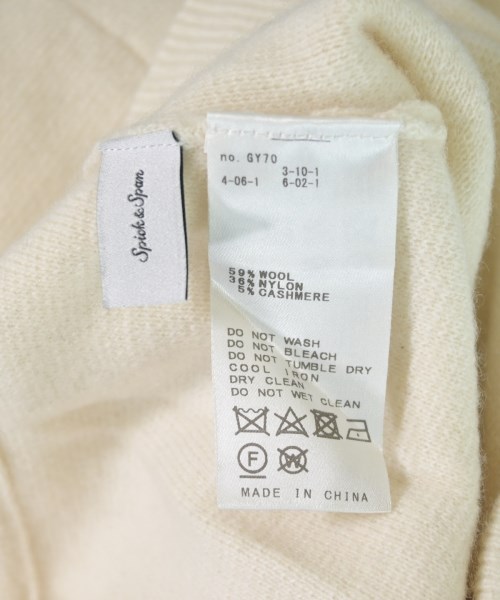 Spick & Span
no. GY70
3-10-1
4-06-1 6-02-1
59% WOOL
36% NYLON
5% CASHMERE
DO NOT WASH
DO NOT BLEACH
DO NOT TUMBLE DRY
COOL IRON
DRY CLEAN
DO NOT WET CLEAN
F W
MADE IN CHINA